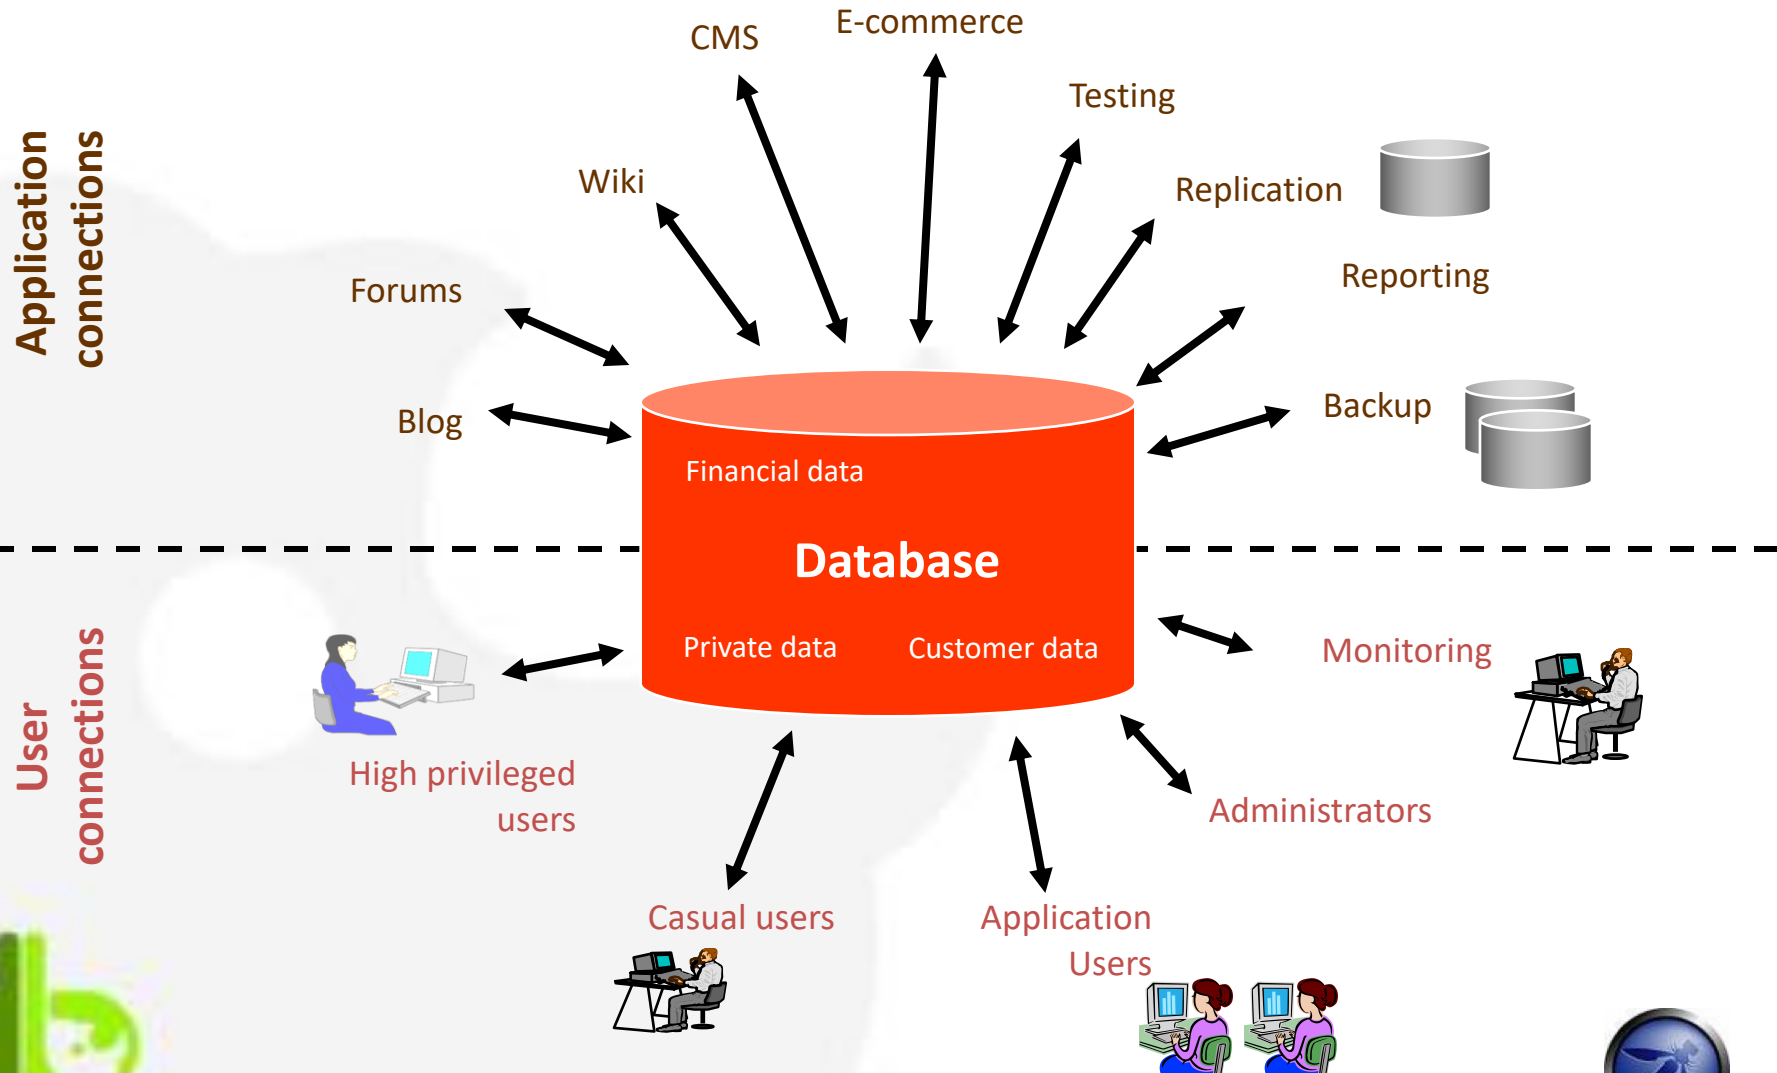 E-commerce
CMS
Testing
Wiki
Replication
Reporting
Forums
Backup
Blog
Application
connections
Financial data
Database
Private data
Customer data
User
connections
Monitoring
High privileged
users
Administrators
Casual users
Application
Users